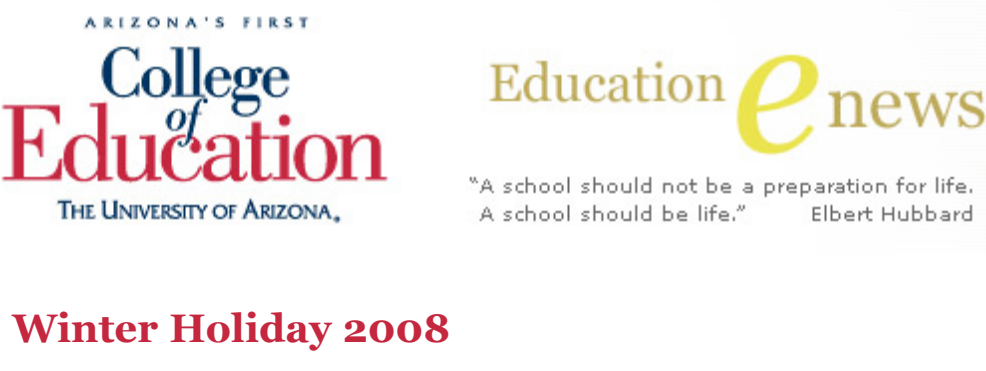 ARIZONA'S FIRST
College
of
Education
THE UNIVERSITY OF ARIZONA®
Education e news
"A school should not be a preparation for life.
A school should be life." Elbert Hubbard
Winter Holiday 2008